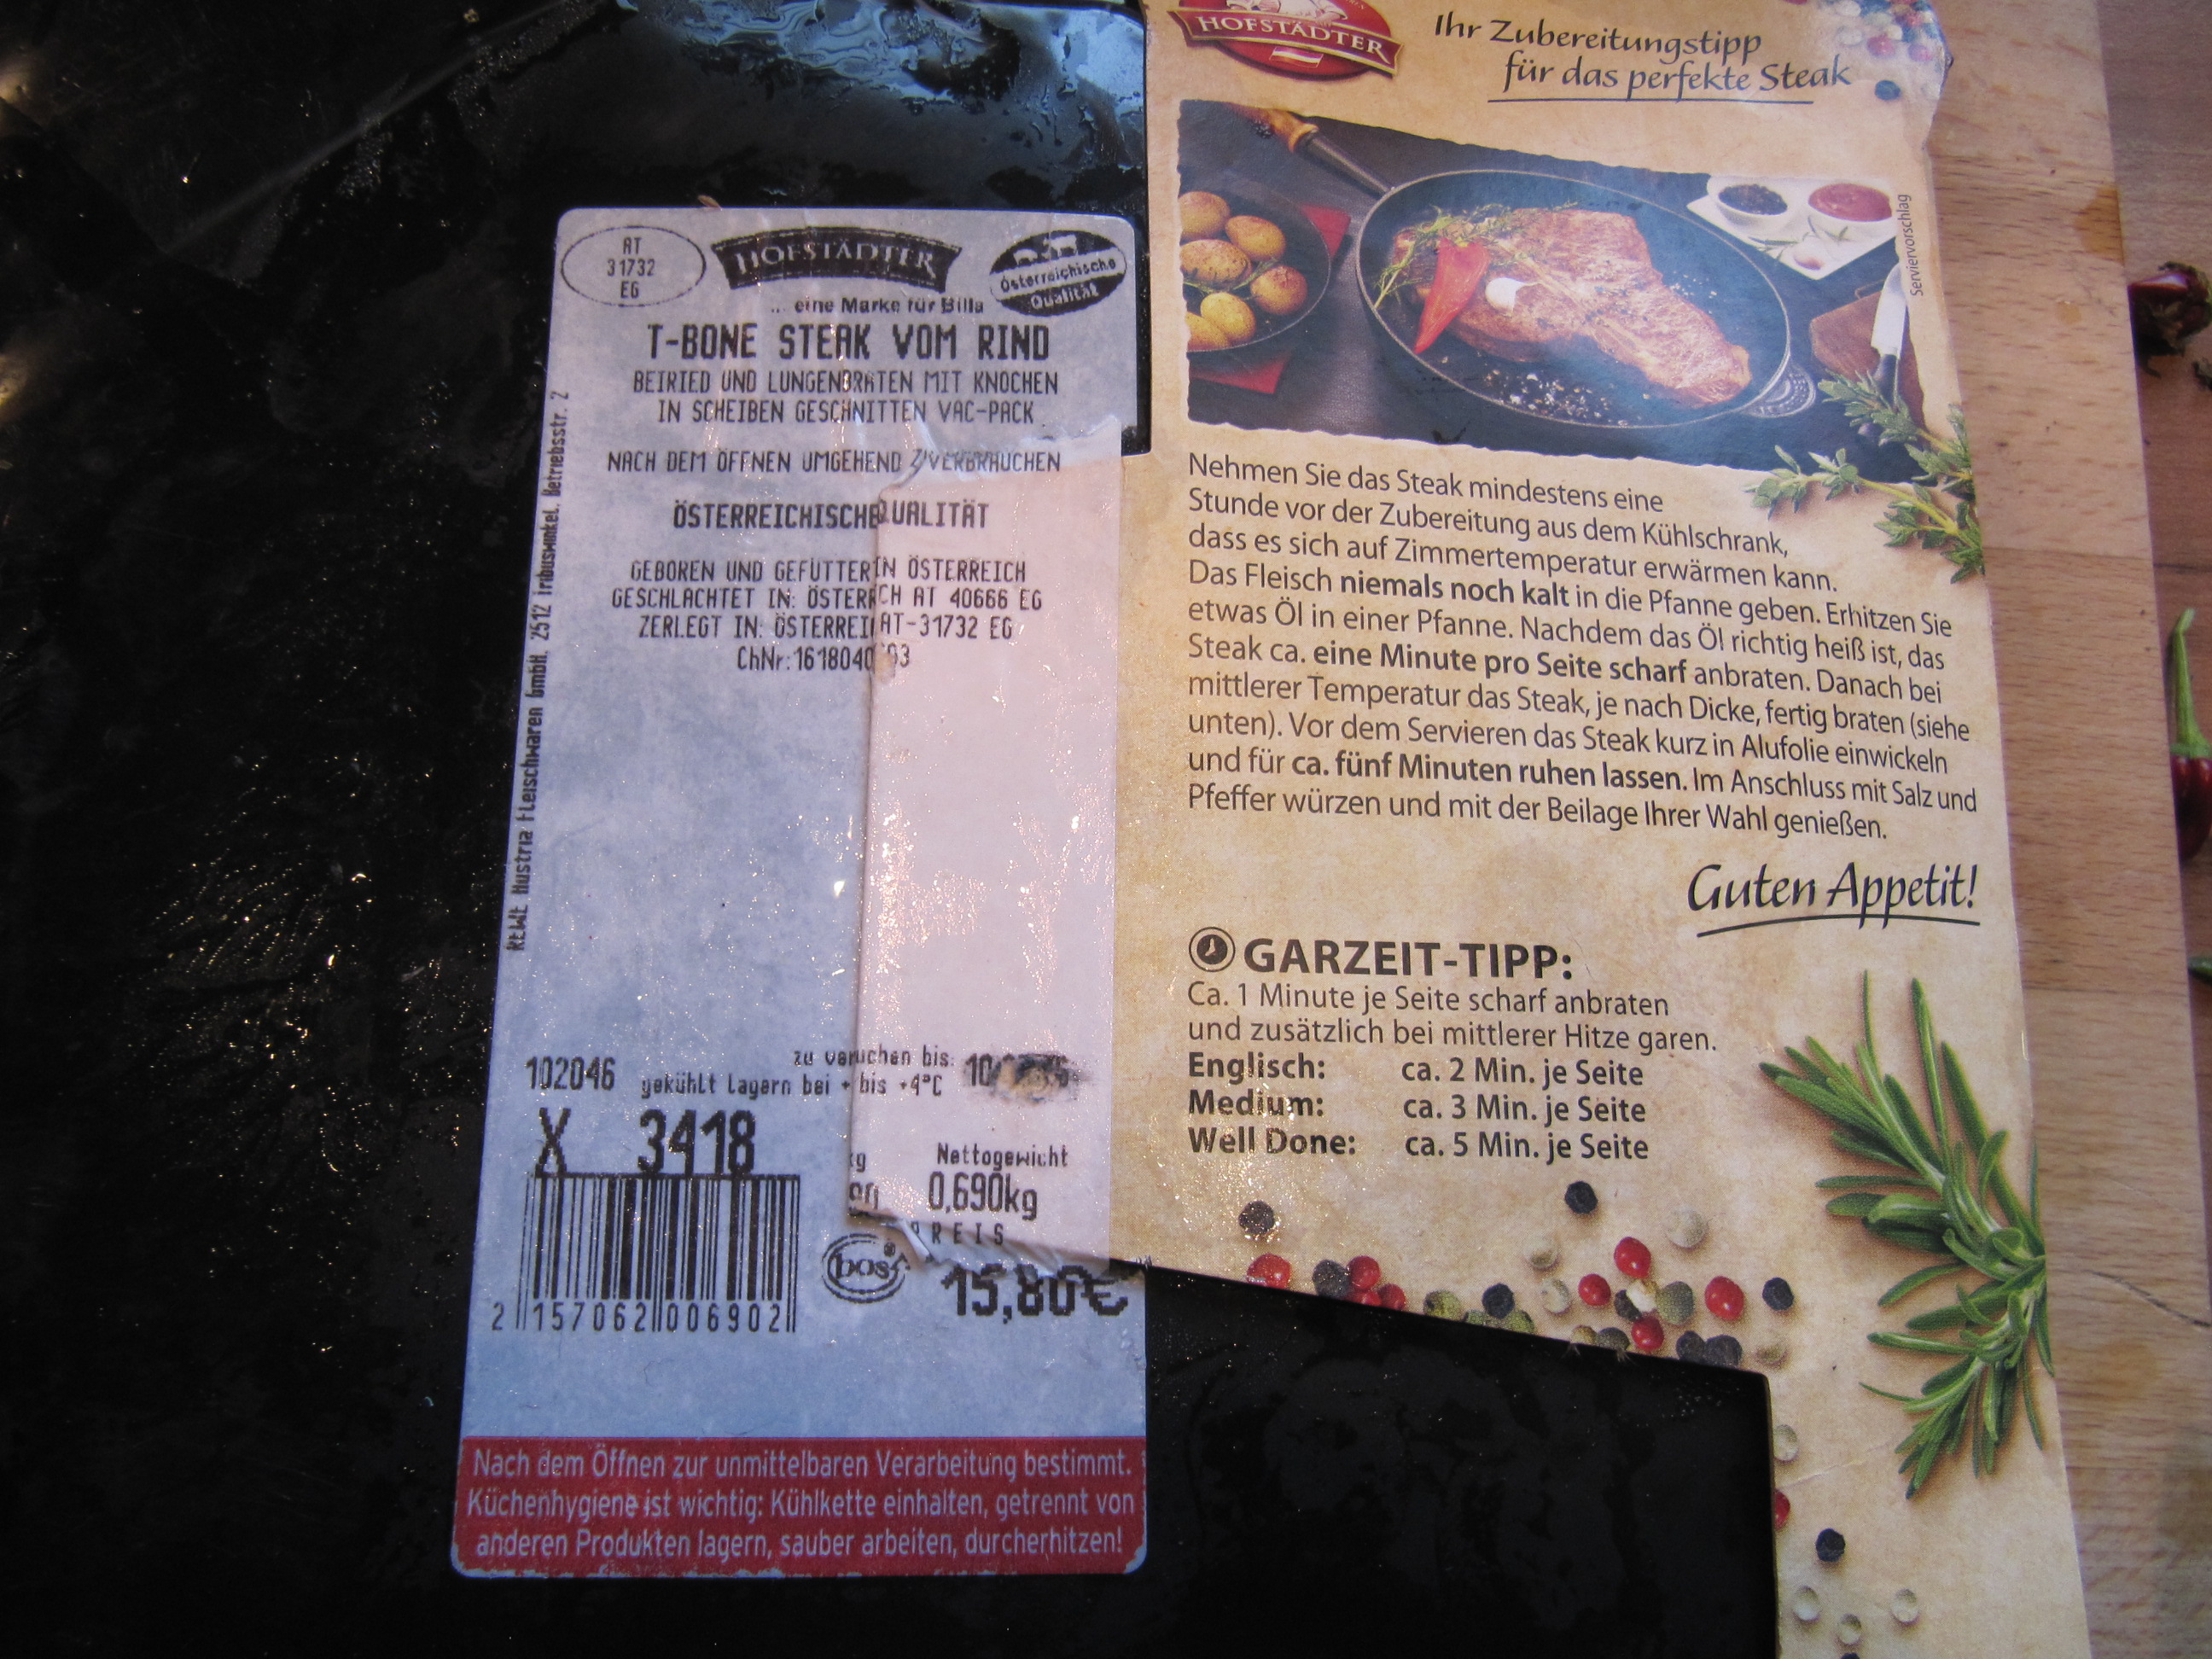 AT
31732
EG
HOFSTÄDTER
... eine Marke für Billa
Österreichische
Qualität
T-BONE STEAK VOM RIND
BEIRIED UND LUNGENBRATEN MIT KNOCHEN
IN SCHEIBEN GESCHNITTEN VAC-PACK
NACH DEM ÖFFNEN UMGEHEND VERBRAUCHEN
ÖSTERREICHISCHE QUALITÄT
GEBOREN UND GEFÜTTER IN ÖSTERREICH
GESCHLACHTET IN: ÖSTERR CH AT 40666 EG
ZERLEGT IN: ÖSTERREI AT-31732 EG
ChNr: 1618040 93
REWE Austria Fleischwaren GmbH, 2512 Tribuswinkel, Betriebsstr. 2
102046
zu ve uchen bis:
gekühlt lagern bei + bis +4°C
X 3418
kg
Nettogewicht
0,690kg
PREIS
15,80€
bos
2 157062 006902
Nach dem Öffnen zur unmittelbaren Verarbeitung bestimmt.
Küchenhygiene ist wichtig: Kühlkette einhalten, getrennt von
anderen Produkten lagern, sauber arbeiten, durcherhitzen!
HOFSTÄDTER
Ihr Zubereitungstipp
für das perfekte Steak
Serviervorschlag
Nehmen Sie das Steak mindestens eine
Stunde vor der Zubereitung aus dem Kühlschrank,
dass es sich auf Zimmertemperatur erwärmen kann.
Das Fleisch niemals noch kalt in die Pfanne geben. Erhitzen Sie
etwas Öl in einer Pfanne. Nachdem das Öl richtig heiß ist, das
Steak ca. eine Minute pro Seite scharf anbraten. Danach bei
mittlerer Temperatur das Steak, je nach Dicke, fertig braten (siehe
unten). Vor dem Servieren das Steak kurz in Alufolie einwickeln
und für ca. fünf Minuten ruhen lassen. Im Anschluss mit Salz und
Pfeffer würzen und mit der Beilage Ihrer Wahl genießen.
Guten Appetit!
GARZEIT-TIPP:
Ca. 1 Minute je Seite scharf anbraten
und zusätzlich bei mittlerer Hitze garen.
Englisch: ca. 2 Min. je Seite
Medium: ca. 3 Min. je Seite
Well Done: ca. 5 Min. je Seite